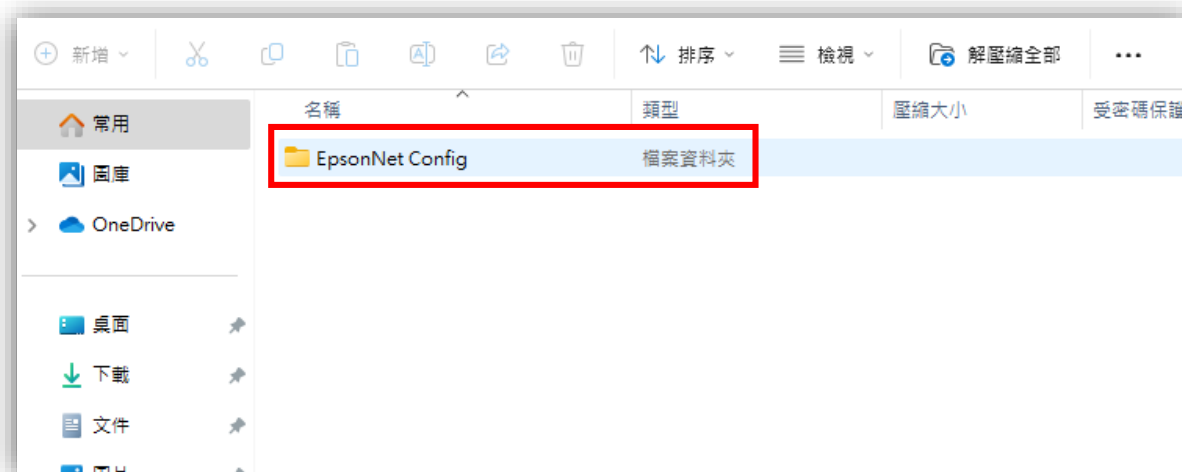 新增 排序 檢視 解壓縮全部 •••
名稱 類型 壓縮大小 受密碼保護
常用
EpsonNet Config 檔案資料夾
圖庫
OneDrive
桌面
下載
文件